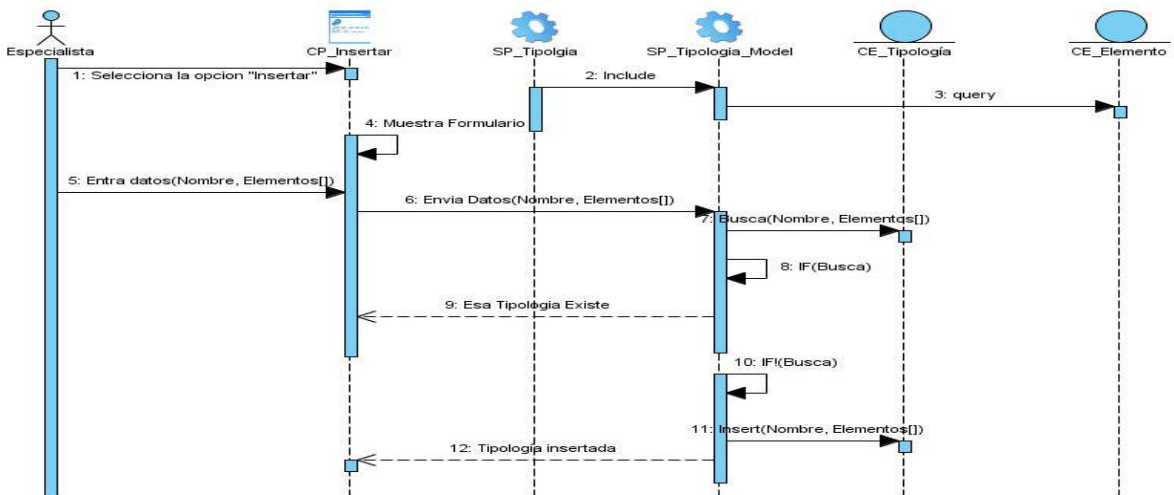 Especialista
CP_Insertar
SP_Tipolgia
SP_Tipologia_Model
CE_Tipología
CE_Elemento
1: Selecciona la opcion "Insertar"
2: Include
3: query
4: Muestra Formulario
5: Entra datos(Nombre, Elementos[])
6: Envia Datos(Nombre, Elementos[])
7: Busca(Nombre, Elementos[])
8: IF(Busca)
9: Esa Tipologia Existe
10: IF!(Busca)
11: Insert(Nombre, Elementos[])
12: Tipología insertada